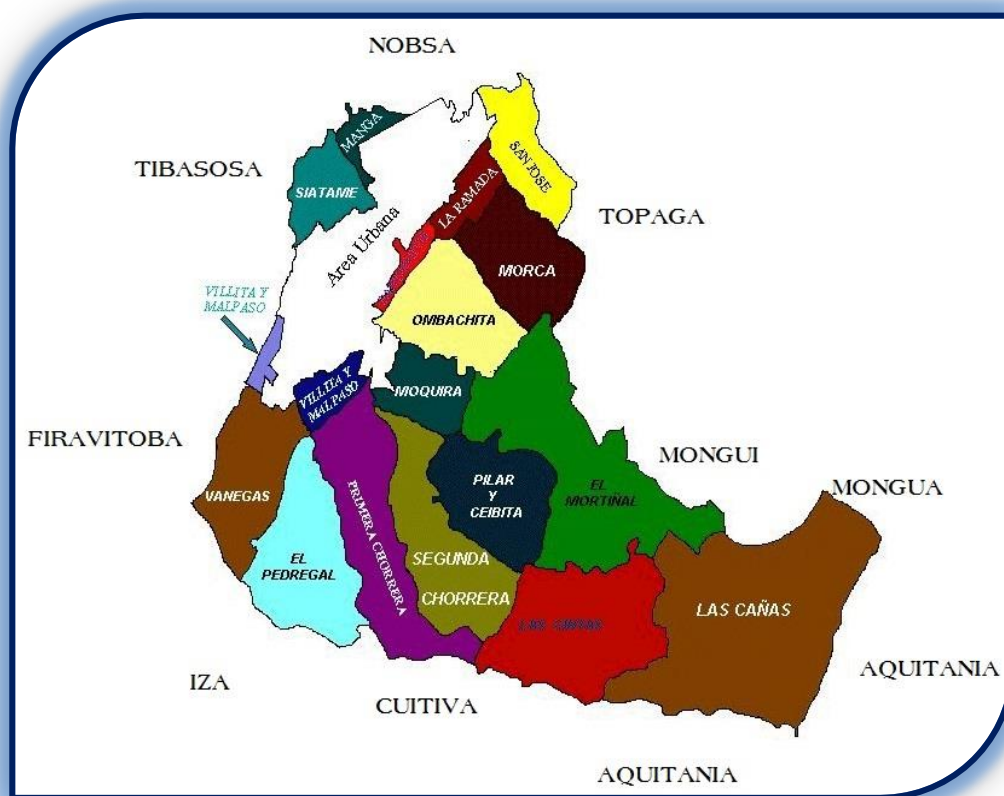 NOBSA
MANGA
TIBASOSA
SIATAME
SAN JOSE
LA RAMADA
TOPAGA
Area Urbana
MORCA
VILLITA Y
MALPASO
OMBACHITA
VILLITA Y
MALPASO
MOQUIRA
FIRAVITOBA
MONGUI
VANEGAS
PRIMERA CHORRERA
PILAR
Y
CEIBITA
EL
MORTIÑAL
MONGUA
EL
PEDREGAL
SEGUNDA
CHORRERA
LAS CAÑAS
IZA
CUITIVA
AQUITANIA
AQUITANIA